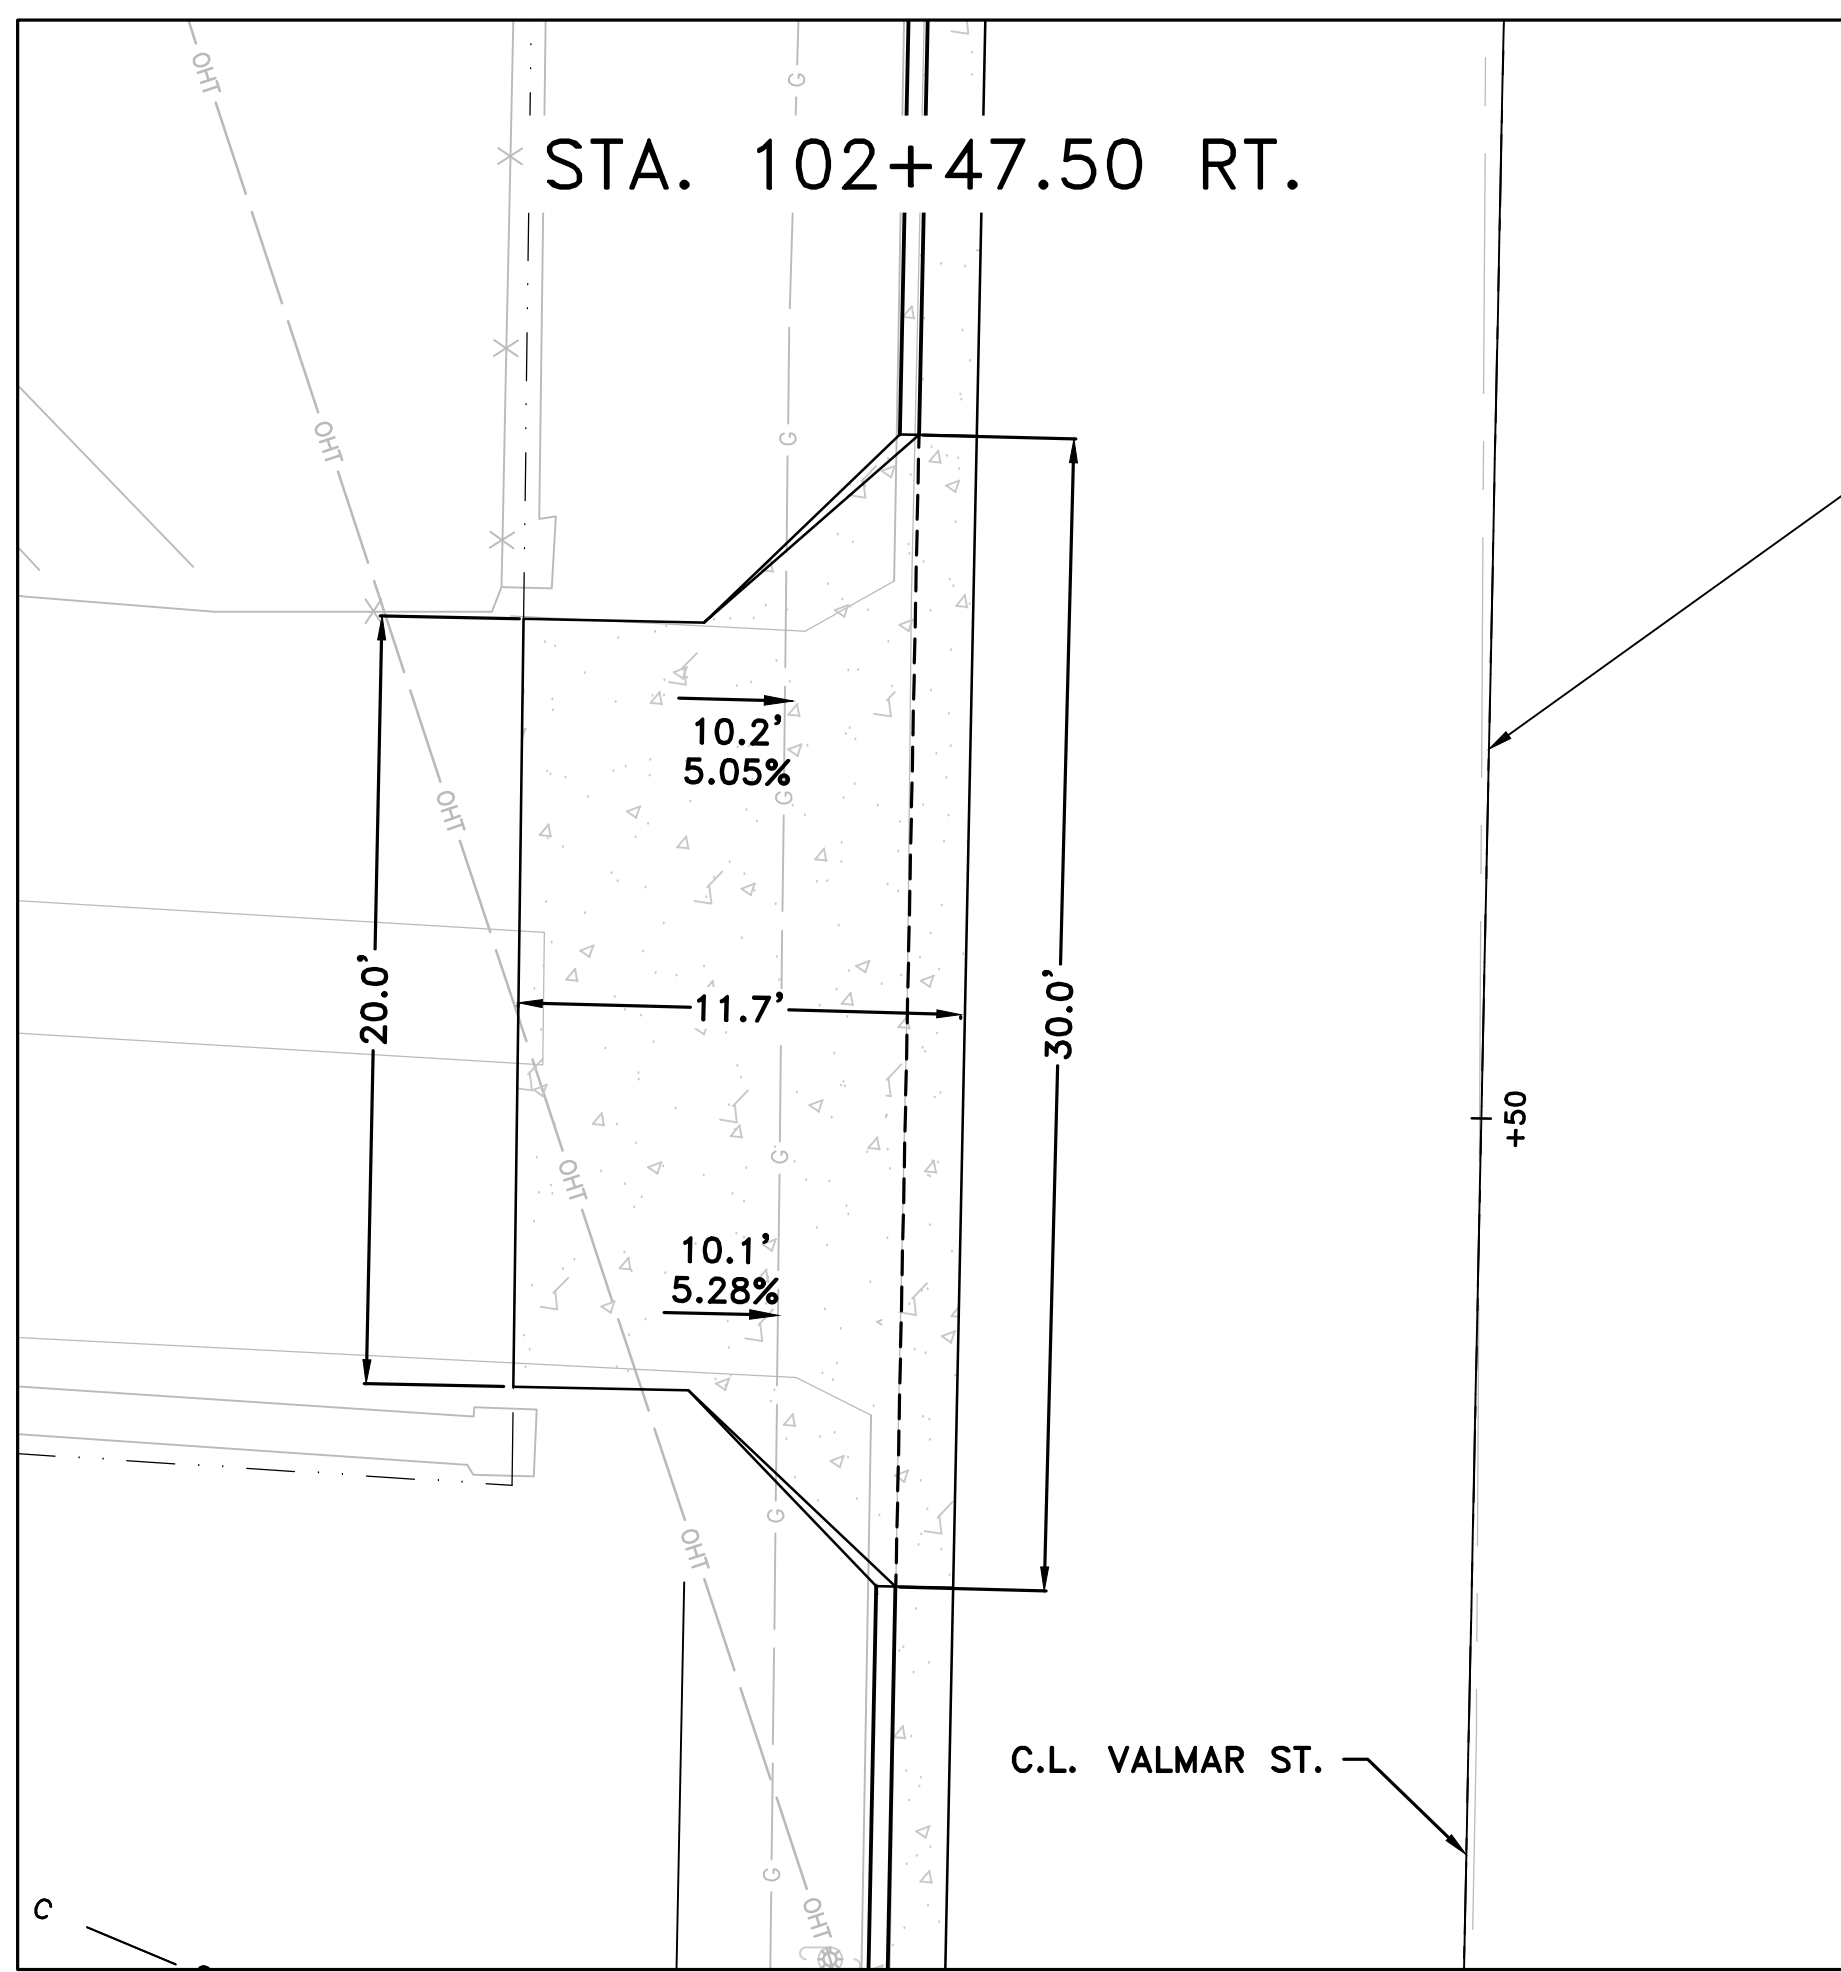 OHT
G
STA. 102+47.50 RT.
G
OHT
10.2'
5.05%
G
OHT
20.0'
11.7'
30.0'
+50
G
OHT
10.1'
5.28%
G
OHT
C.L. VALMAR ST.
G
C
OHT